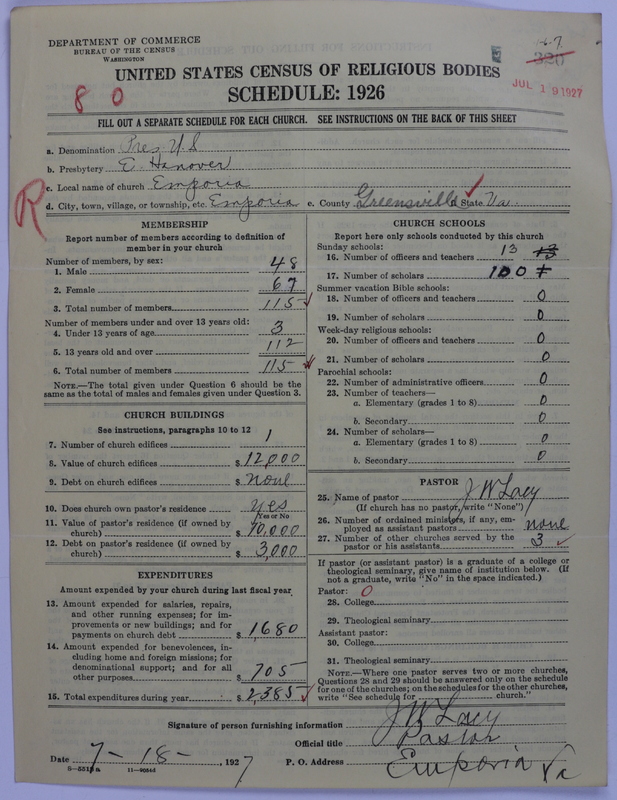 DEPARTMENT OF COMMERCE
BUREAU OF THE CENSUS
WASHINGTON
UNITED STATES CENSUS OF RELIGIOUS BODIES
SCHEDULE: 1926
8 0
6-7
320
JUL 19 1927
FILL OUT A SEPARATE SCHEDULE FOR EACH CHURCH. SEE INSTRUCTIONS ON THE BACK OF THIS SHEET
R
a. Denomination Pres. U.S
b. Presbytery E. Hanover
c. Local name of church Emporia
d. City, town, village, or township, etc. Emporia e. County Greensville State Va.
MEMBERSHIP
Report number of members according to definition of
member in your church
Number of members, by sex:
1. Male 48
2. Female 67
3. Total number of members 115
Number of members under and over 13 years old:
4. Under 13 years of age 3
5. 13 years old and over 112
6. Total number of members 115
NOTE.—The total given under Question 6 should be the
same as the total of males and females given under Question 3.
CHURCH BUILDINGS
See instructions, paragraphs 10 to 12
7. Number of church edifices 1
8. Value of church edifices $ 12,000
9. Debt on church edifices $ none
10. Does church own pastor's residence yes
Yes or No
11. Value of pastor's residence (if owned by
church) $ 10,000
12. Debt on pastor's residence (if owned by
church) $ 3,000
EXPENDITURES
Amount expended by your church during last fiscal year
13. Amount expended for salaries, repairs,
and other running expenses; for im-
provements or new buildings; and for
payments on church debt $ 1680
14. Amount expended for benevolences, in-
cluding home and foreign missions; for
denominational support; and for all
other purposes $ 705
15. Total expenditures during year $ 2,385
CHURCH SCHOOLS
Report here only schools conducted by this church
Sunday schools:
16. Number of officers and teachers 13 13
17. Number of scholars 100
Summer vacation Bible schools:
18. Number of officers and teachers 0
19. Number of scholars 0
Week-day religious schools:
20. Number of officers and teachers 0
21. Number of scholars 0
Parochial schools:
22. Number of administrative officers 0
23. Number of teachers—
a. Elementary (grades 1 to 8) 0
b. Secondary 0
24. Number of scholars—
a. Elementary (grades 1 to 8) 0
b. Secondary 0
PASTOR
25. Name of pastor J W Lacy
(If church has no pastor, write "None")
26. Number of ordained ministers, if any, em-
ployed as assistant pastors none
27. Number of other churches served by the
pastor or his assistants 3
If pastor (or assistant pastor) is a graduate of a college or
theological seminary, give name of institution below. (If
not a graduate, write "No" in the space indicated.)
Pastor: 0
28. College
29. Theological seminary
Assistant pastor:
30. College
31. Theological seminary
NOTE.—Where one pastor serves two or more churches,
Questions 28 and 29 should be answered only on the schedule
for one of the churches; on the schedules for the other churches,
write "See schedule for church."
Signature of person furnishing information J W Lacy
Official title Pastor
Date 7-18-, 1927 P. O. Address Emporia Va